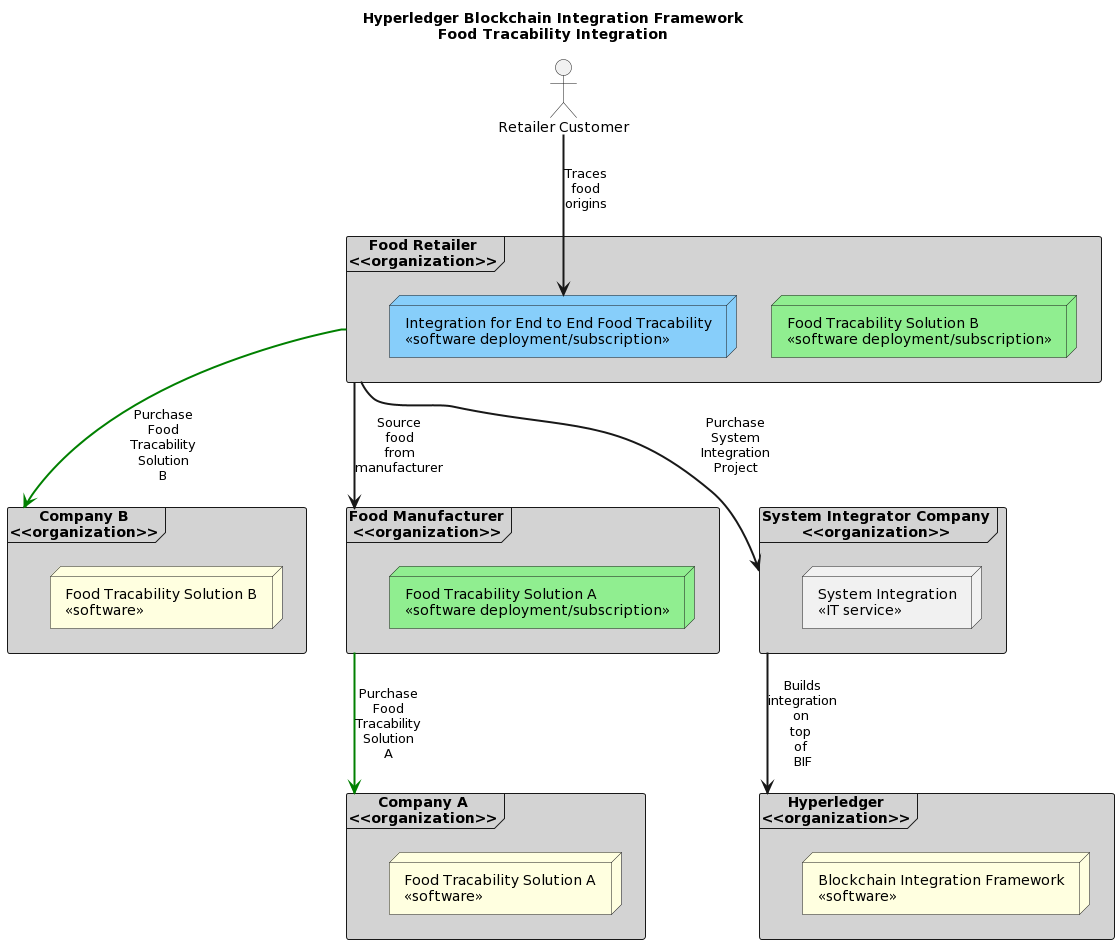 Hyperledger Blockchain Integration Framework
Food Tracability Integration
Retailer Customer
Traces
food
origins
Food Retailer
<<organization>>
Integration for End to End Food Tracability
«software deployment/subscription»
Food Tracability Solution B
«software deployment/subscription»
Purchase
Food
Tracability
Solution
B
Source
food
from
manufacturer
Purchase
System
Integration
Project
Company B
<<organization>>
Food Tracability Solution B
«software»
Food Manufacturer
<<organization>>
Food Tracability Solution A
«software deployment/subscription»
System Integrator Company
<<organization>>
System Integration
«IT service»
Purchase
Food
Tracability
Solution
A
Builds
integration
on
top
of
BIF
Company A
<<organization>>
Food Tracability Solution A
«software»
Hyperledger
<<organization>>
Blockchain Integration Framework
«software»